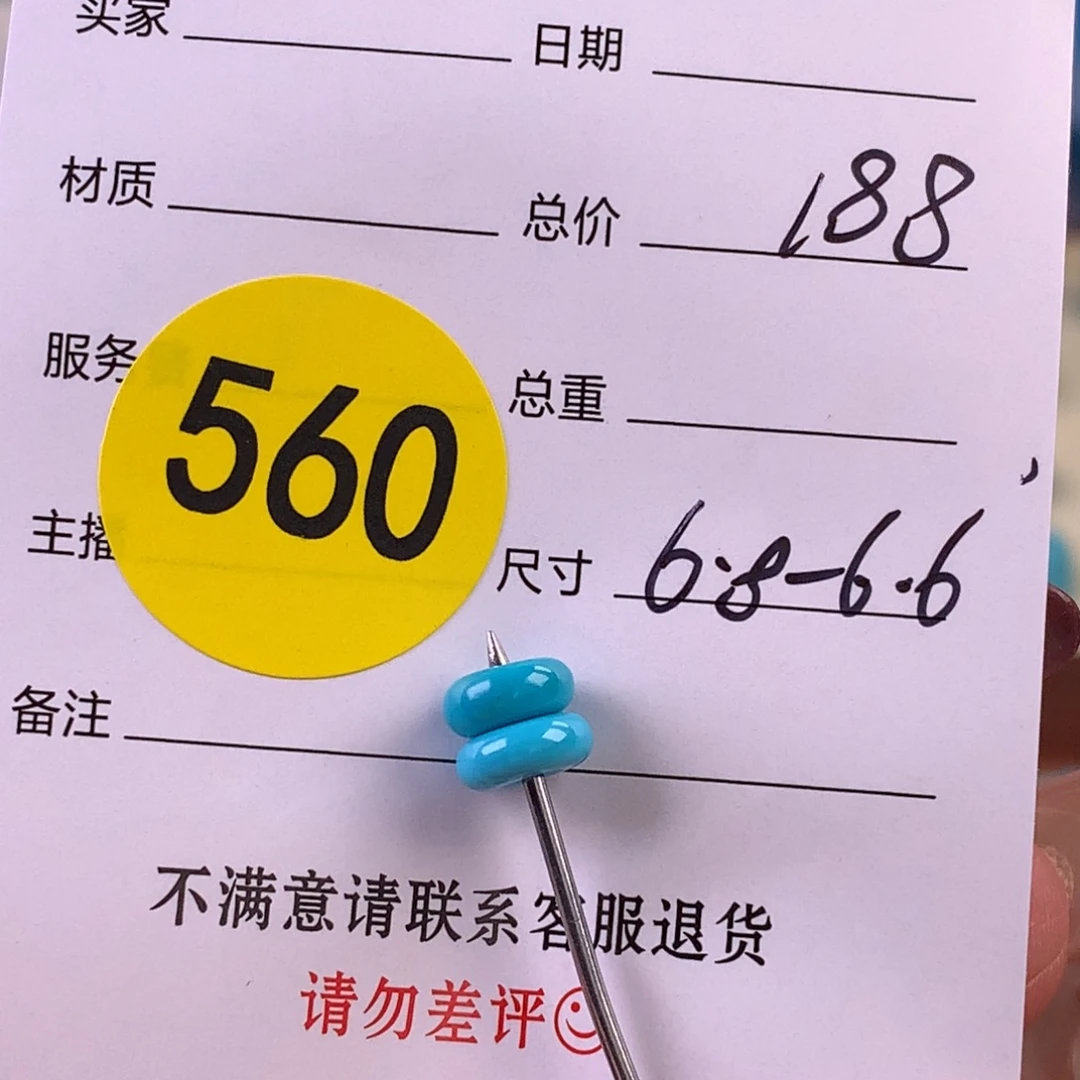 买家 日期
材质 总价 188
服务 总重
560
主播 尺寸 6.8-6.6
备注
不满意请联系客服退货
请勿差评